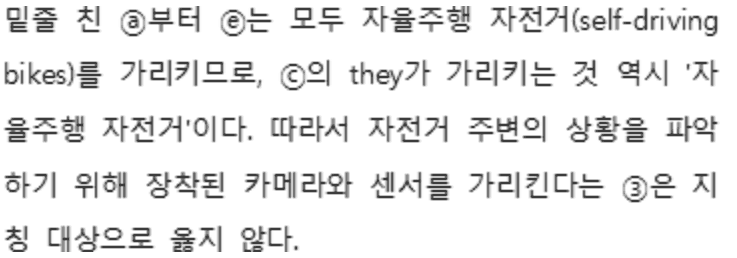 밑줄 친 ⓐ부터 ⓔ는 모두 자율주행 자전거(self-driving
bikes)를 가리키므로, ⓒ의 they가 가리키는 것 역시 '자
율주행 자전거'이다. 따라서 자전거 주변의 상황을 파악
하기 위해 장착된 카메라와 센서를 가리킨다는 ③은 지
칭 대상으로 옳지 않다.